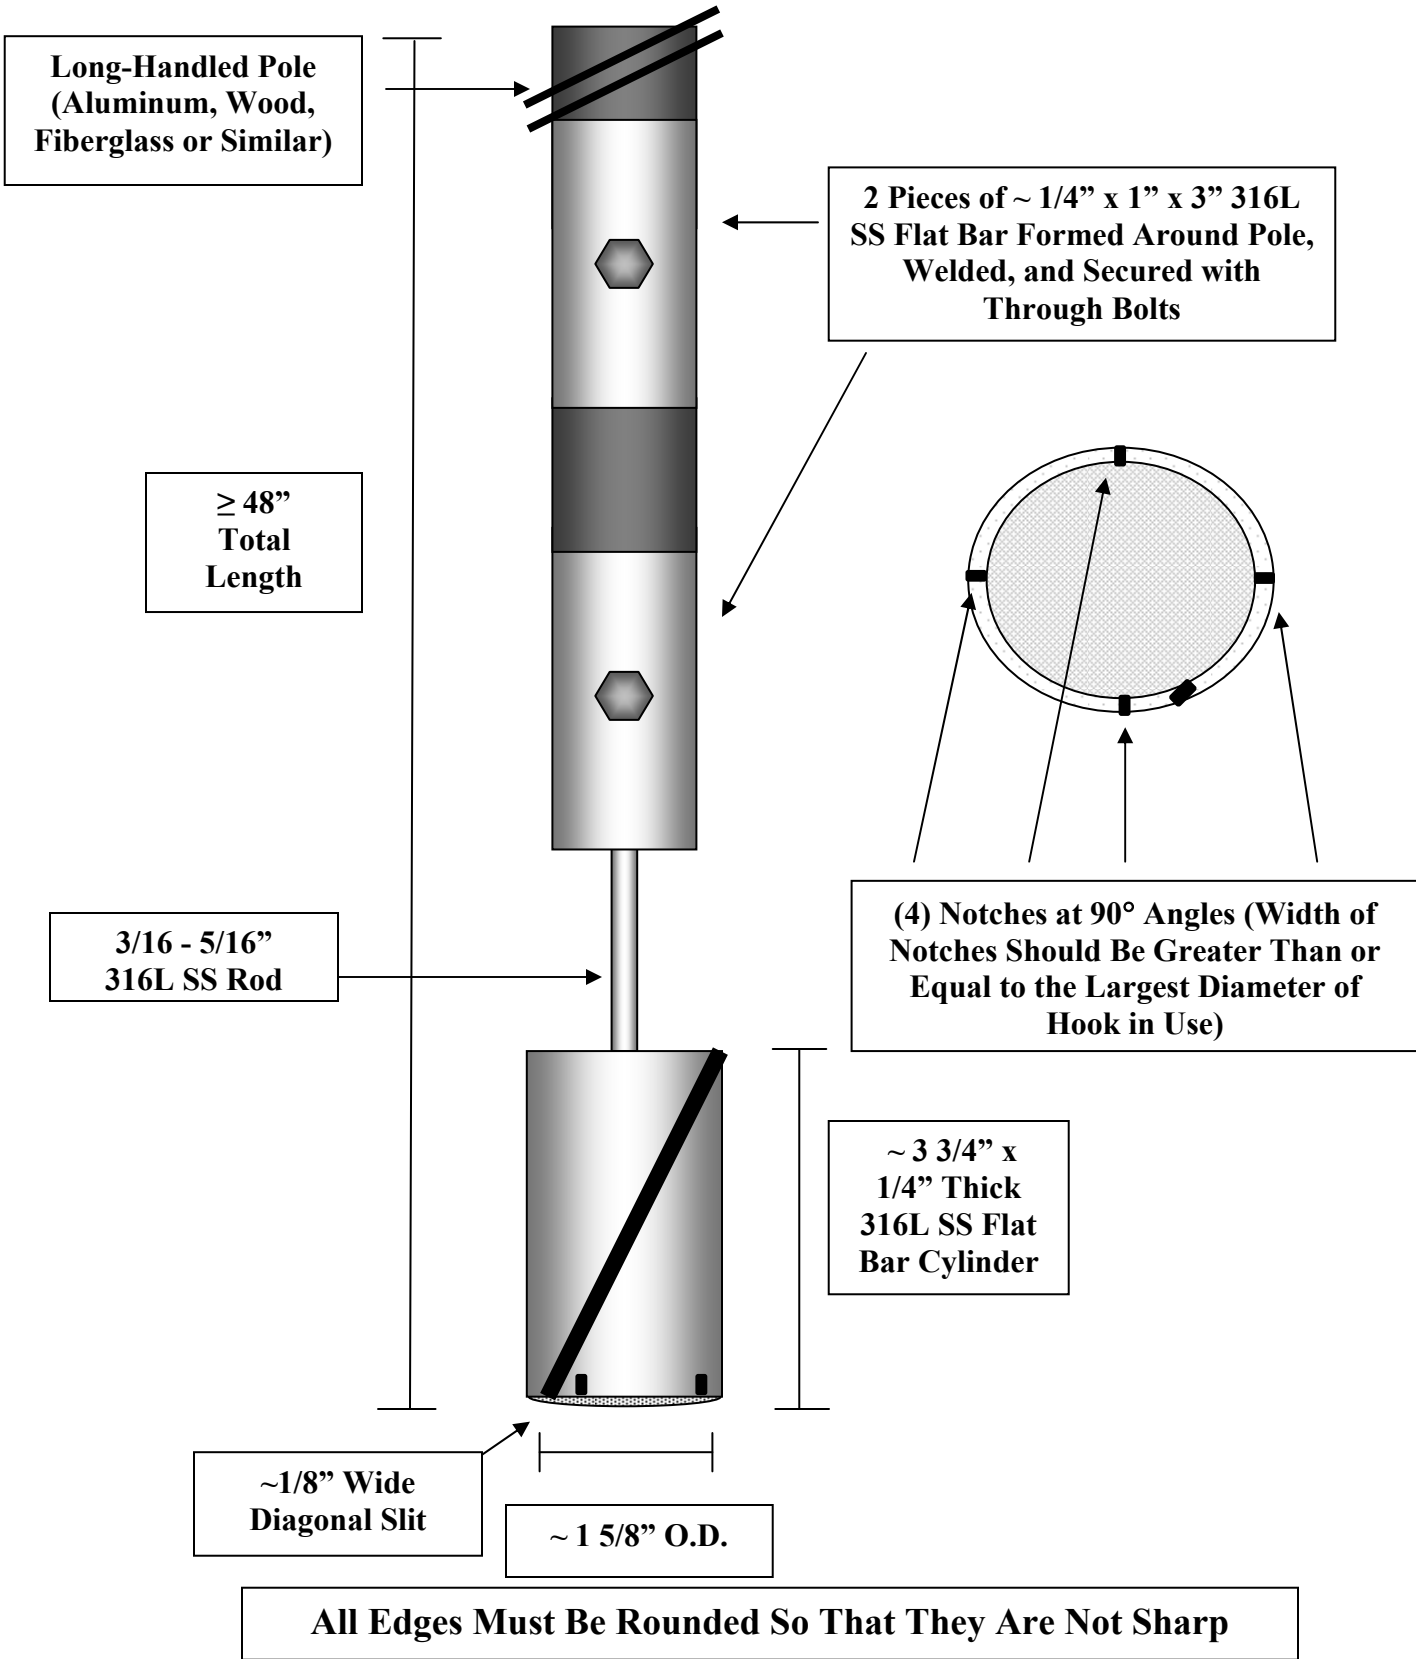 Long-Handled Pole
(Aluminum, Wood,
Fiberglass or Similar)
2 Pieces of ~ 1/4” x 1” x 3” 316L
SS Flat Bar Formed Around Pole,
Welded, and Secured with
Through Bolts
≥ 48”
Total
Length
(4) Notches at 90° Angles (Width of
Notches Should Be Greater Than or
Equal to the Largest Diameter of
Hook in Use)
3/16 - 5/16”
316L SS Rod
~ 3 3/4” x
1/4” Thick
316L SS Flat
Bar Cylinder
~1/8” Wide
Diagonal Slit
~ 1 5/8” O.D.
All Edges Must Be Rounded So That They Are Not Sharp